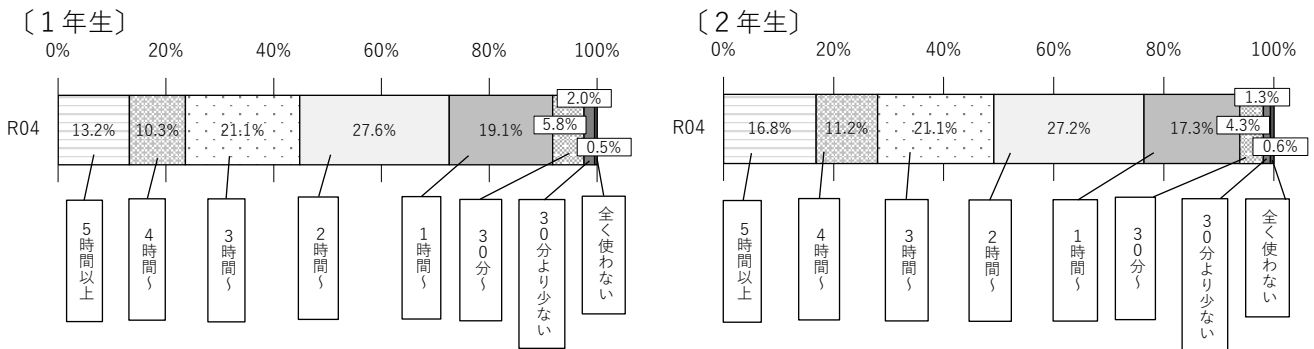 〔１年生〕
0% 20% 40% 60% 80% 100%
R04
13.2% 10.3% 21.1% 27.6% 19.1% 5.8% 2.0% 0.5%
5時間以上
4時間～
3時間～
2時間～
1時間～
30分～
30分より少ない
全く使わない
〔２年生〕
0% 20% 40% 60% 80% 100%
R04
16.8% 11.2% 21.1% 27.2% 17.3% 4.3% 1.3% 0.6%
5時間以上
4時間～
3時間～
2時間～
1時間～
30分～
30分より少ない
全く使わない